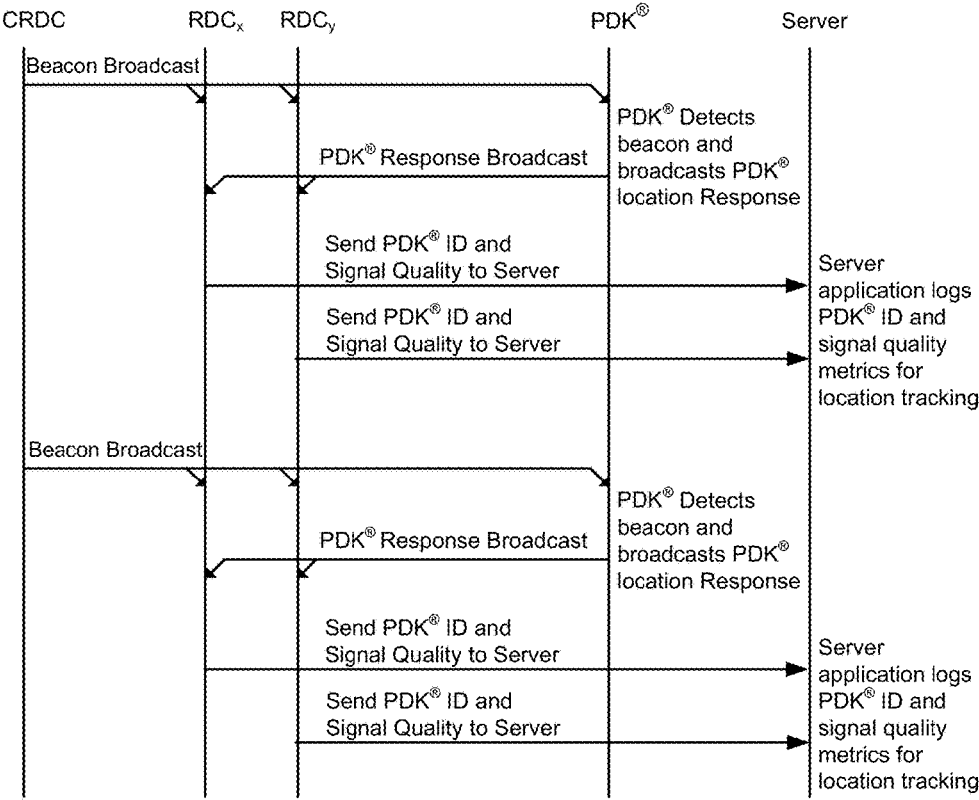 CRDC RDCx RDCy PDK® Server
Beacon Broadcast
PDK® Detects
beacon and
broadcasts PDK®
location Response
PDK® Response Broadcast
Send PDK® ID and
Signal Quality to Server
Send PDK® ID and
Signal Quality to Server
Server
application logs
PDK® ID and
signal quality
metrics for
location tracking
Beacon Broadcast
PDK® Detects
beacon and
broadcasts PDK®
location Response
PDK® Response Broadcast
Send PDK® ID and
Signal Quality to Server
Send PDK® ID and
Signal Quality to Server
Server
application logs
PDK® ID and
signal quality
metrics for
location tracking